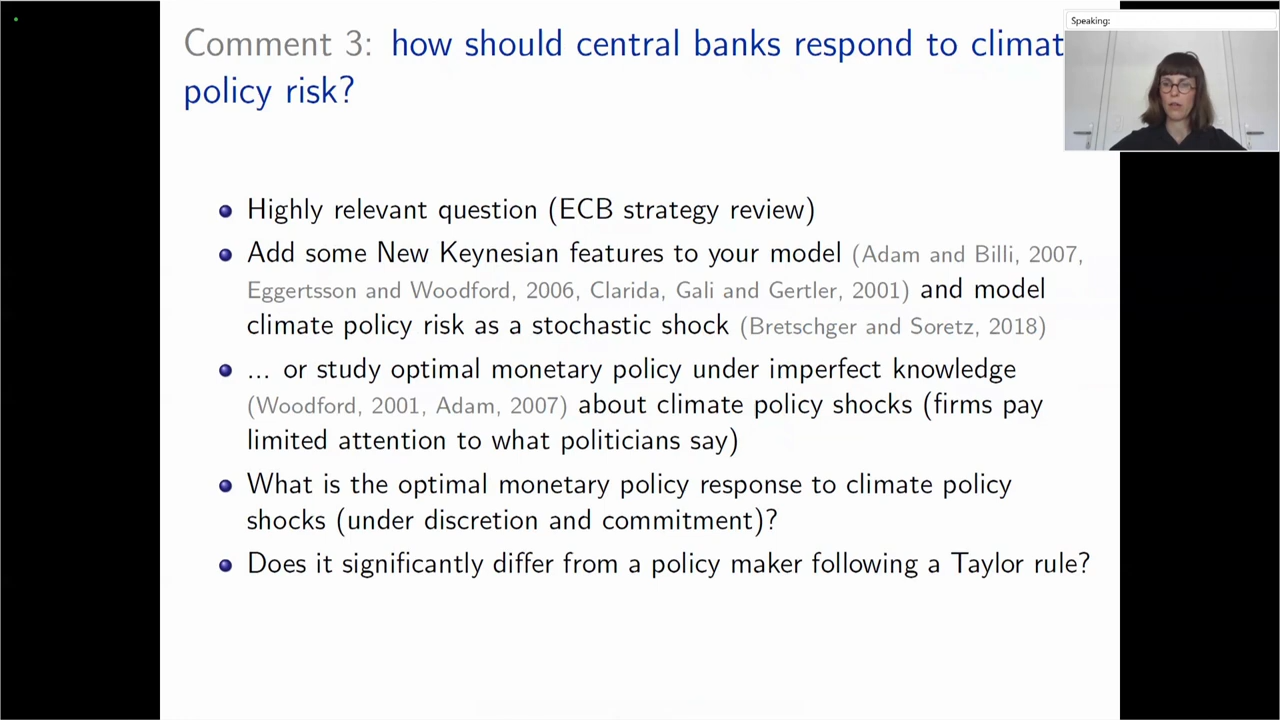 Comment 3: how should central banks respond to climat
policy risk?
Speaking:
Highly relevant question (ECB strategy review)
Add some New Keynesian features to your model (Adam and Billi, 2007,
Eggertsson and Woodford, 2006, Clarida, Gali and Gertler, 2001) and model
climate policy risk as a stochastic shock (Bretschger and Soretz, 2018)
... or study optimal monetary policy under imperfect knowledge
(Woodford, 2001, Adam, 2007) about climate policy shocks (firms pay
limited attention to what politicians say)
What is the optimal monetary policy response to climate policy
shocks (under discretion and commitment)?
Does it significantly differ from a policy maker following a Taylor rule?